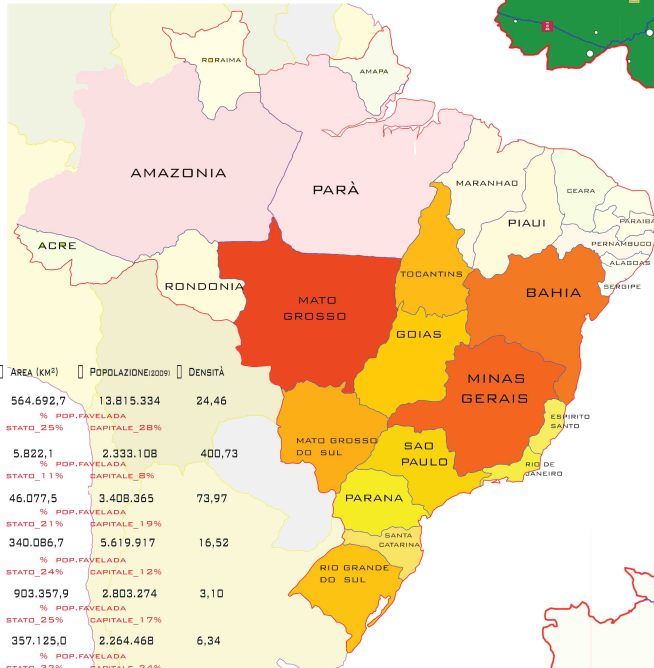 RORAIMA
AMAPA
AMAZONIA
PARÀ
MARANHAO
CEARA
PIAUI
PARAIBA
PERNAMBUCO
ALAGOAS
SERGIPE
ACRE
RONDONIA
TOCANTINS
BAHIA
MATO
GROSSO
GOIAS
MINAS
GERAIS
ESPIRITO
SANTO
MATO GROSSO
DO SUL
SAO
PAULO
RIO DE
JANEIRO
PARANA
SANTA
CATARINA
RIO GRANDE
DO SUL
AREA (KM²) POPOLAZIONE(2009) DENSITÀ
564.692,7 13.815.334 24,46
% POP.FAVELADA
STATO_25% CAPITALE_28%
5.822,1 2.333.108 400,73
% POP.FAVELADA
STATO_11% CAPITALE_8%
46.077,5 3.408.365 73,97
% POP.FAVELADA
STATO_21% CAPITALE_19%
340.086,7 5.619.917 16,52
% POP.FAVELADA
STATO_24% CAPITALE_12%
903.357,9 2.803.274 3,10
% POP.FAVELADA
STATO_25% CAPITALE_17%
357.125,0 2.264.468 6,34
% POP.FAVELADA